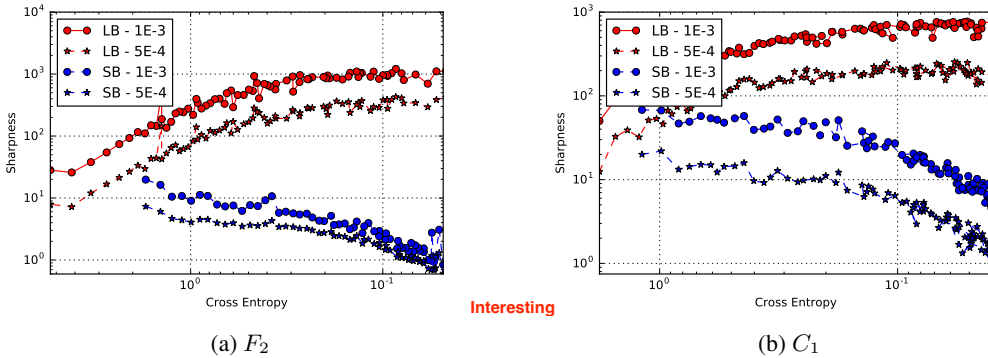 10^4
10^3
10^2
10^1
10^0
Sharpness
LB - 1E-3
LB - 5E-4
SB - 1E-3
SB - 5E-4
10^0
10^-1
Cross Entropy
(a) F_2
10^3
10^2
10^1
10^0
Sharpness
LB - 1E-3
LB - 5E-4
SB - 1E-3
SB - 5E-4
10^0
10^-1
Cross Entropy
(b) C_1
Interesting